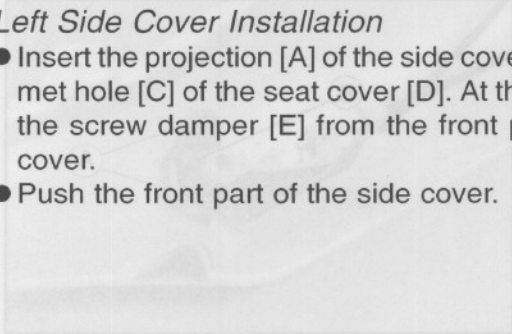 Left Side Cover Installation
● Insert the projection [A] of the side cove
met hole [C] of the seat cover [D]. At th
the screw damper [E] from the front p
cover.
● Push the front part of the side cover.